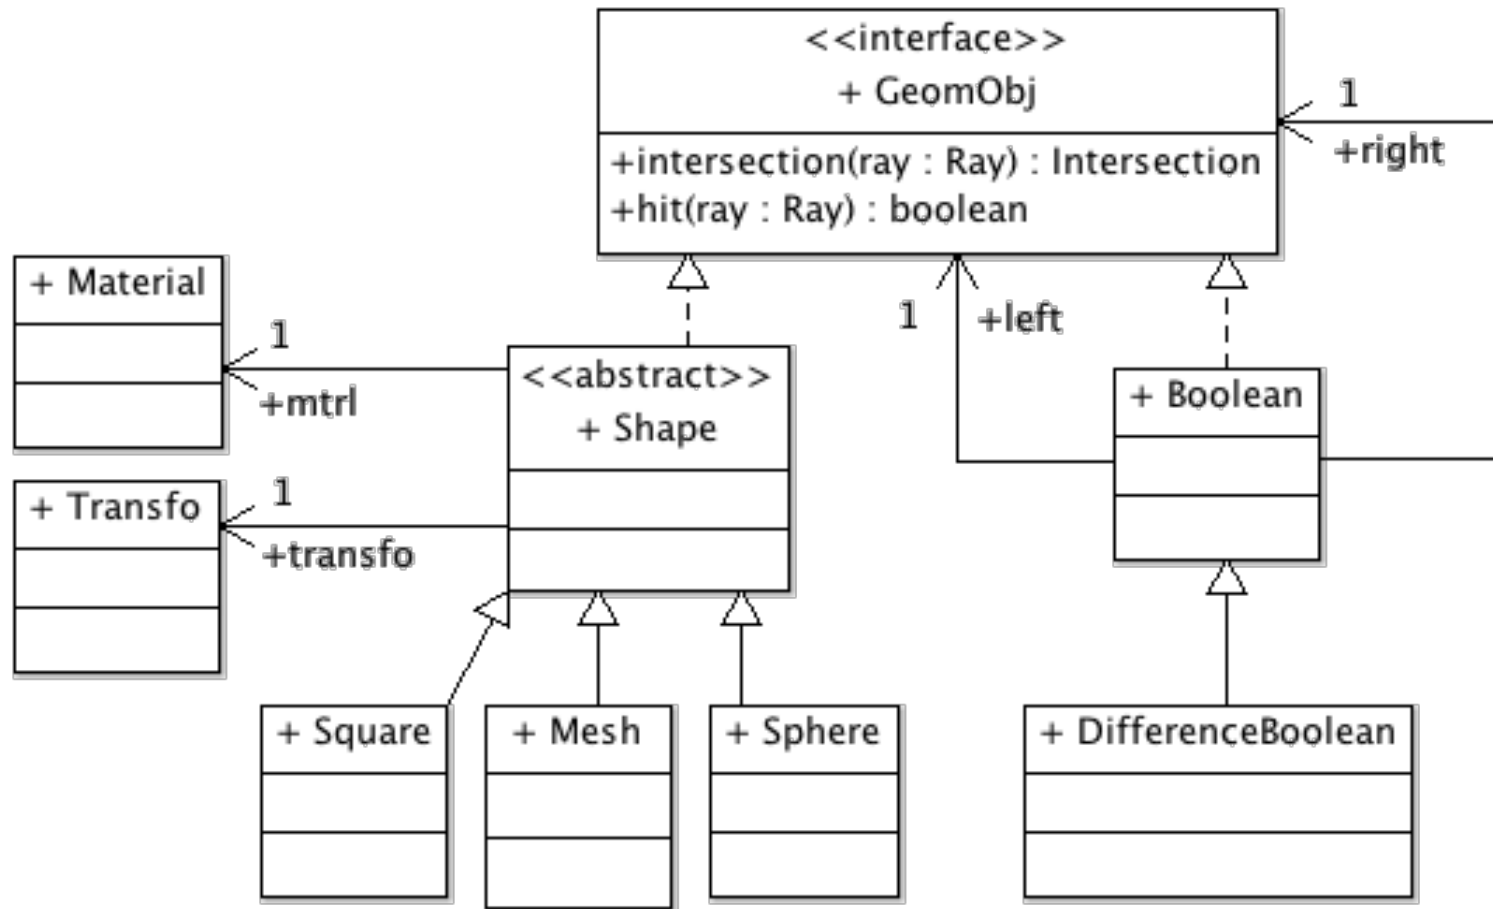 <<interface>>
+ GeomObj
+intersection(ray : Ray) : Intersection
+hit(ray : Ray) : boolean
1
+right
+ Material
1
+mtrl
1
+left
<<abstract>>
+ Shape
+ Boolean
+ Transfo
1
+transfo
+ Square
+ Mesh
+ Sphere
+ DifferenceBoolean